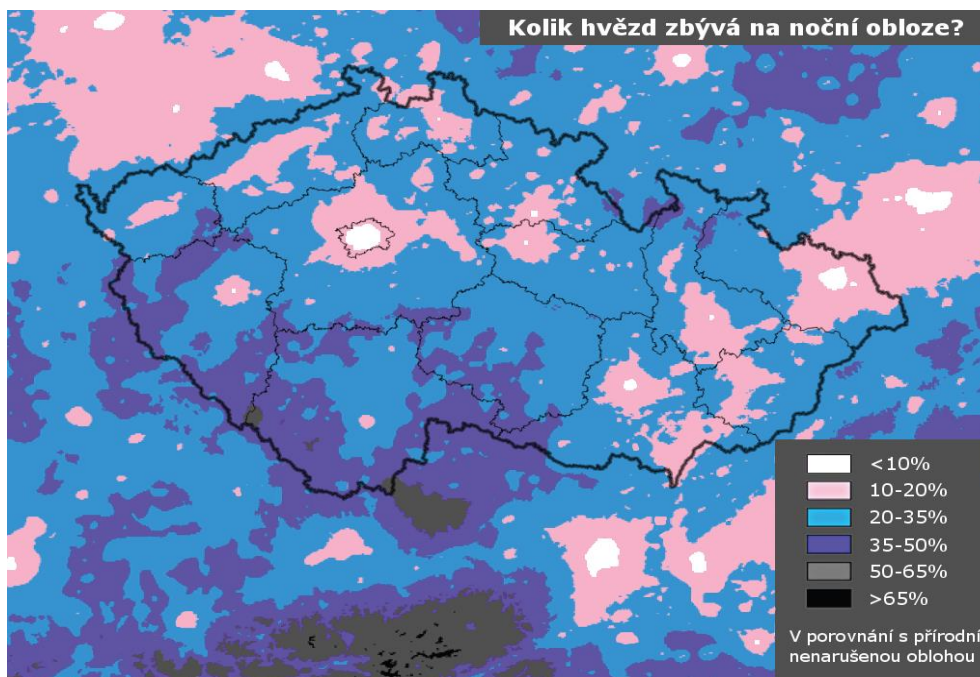 Kolik hvězd zbývá na noční obloze?
<10%
10-20%
20-35%
35-50%
50-65%
>65%
V porovnání s přírodní
nenarušenou oblohou